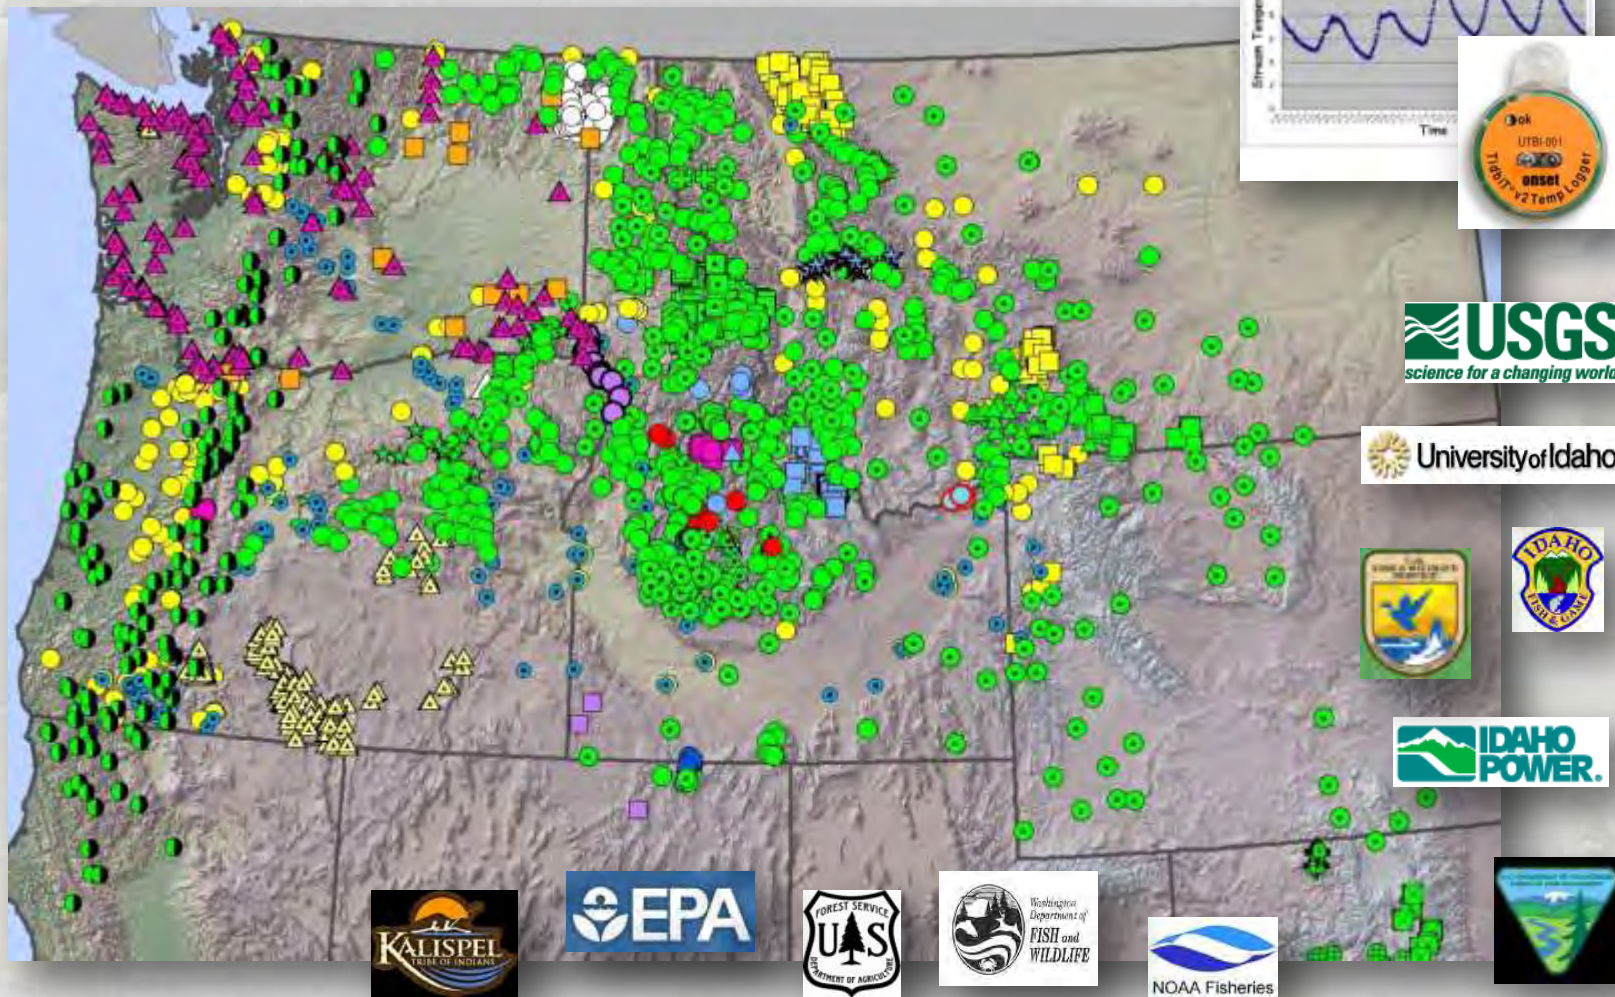 Stream Temper
Time
ok
UTBI-001
onset
TidbiT v2 Temp Logger
USGS
science for a changing world
University of Idaho
IDAHO
FISH & GAME
IDAHO
POWER®
KALISPEL
TRIBE OF INDIANS
EPA
FOREST SERVICE
U S
DEPARTMENT OF AGRICULTURE
Washington
Department of
FISH and
WILDLIFE
NOAA Fisheries